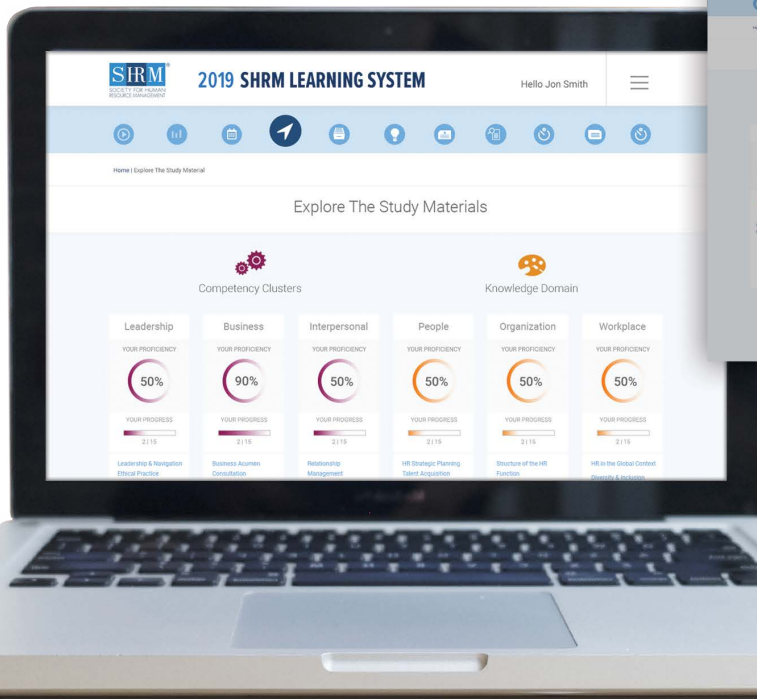 SHRM®
SOCIETY FOR HUMAN
RESOURCE MANAGEMENT
2019 SHRM LEARNING SYSTEM
Hello Jon Smith
Home | Explore The Study Material
Explore The Study Materials
Competency Clusters
Knowledge Domain
Leadership
YOUR PROFICIENCY
50%
YOUR PROGRESS
2 | 15
Leadership & Navigation
Ethical Practice
Business
YOUR PROFICIENCY
90%
YOUR PROGRESS
2 | 15
Business Acumen
Consultation
Interpersonal
YOUR PROFICIENCY
50%
YOUR PROGRESS
2 | 15
Relationship
Management
People
YOUR PROFICIENCY
50%
YOUR PROGRESS
2 | 15
HR Strategic Planning
Talent Acquisition
Organization
YOUR PROFICIENCY
50%
YOUR PROGRESS
2 | 15
Structure of the HR
Function
Workplace
YOUR PROFICIENCY
50%
YOUR PROGRESS
2 | 15
HR in the Global Context
Diversity & Inclusion